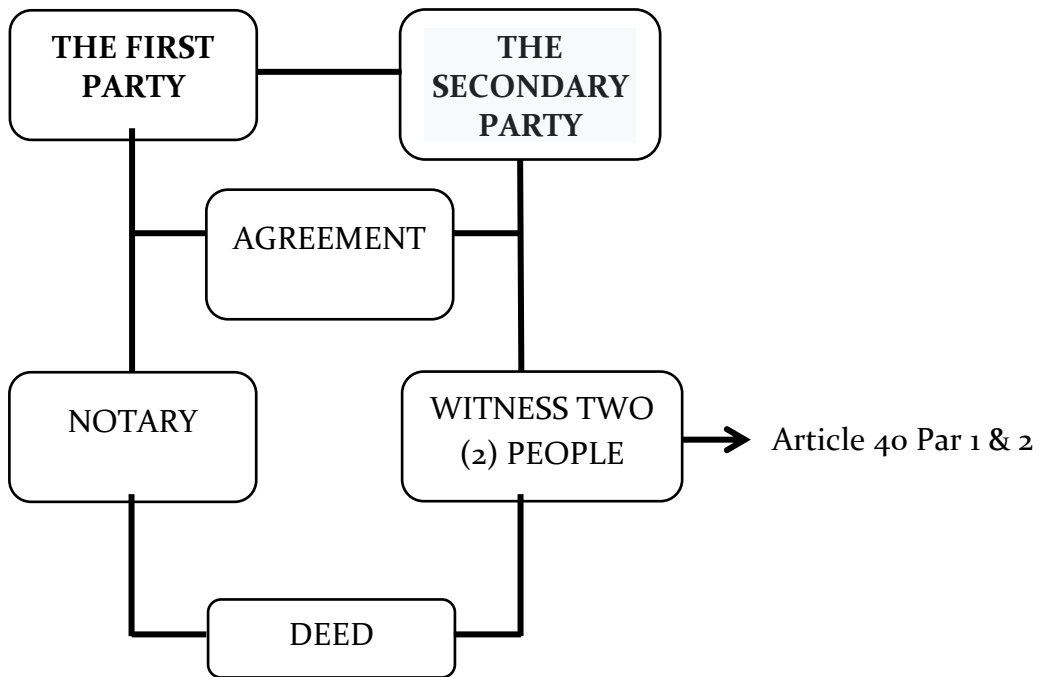 THE FIRST
PARTY
THE
SECONDARY
PARTY
AGREEMENT
NOTARY
WITNESS TWO
(2) PEOPLE
Article 40 Par 1 & 2
DEED